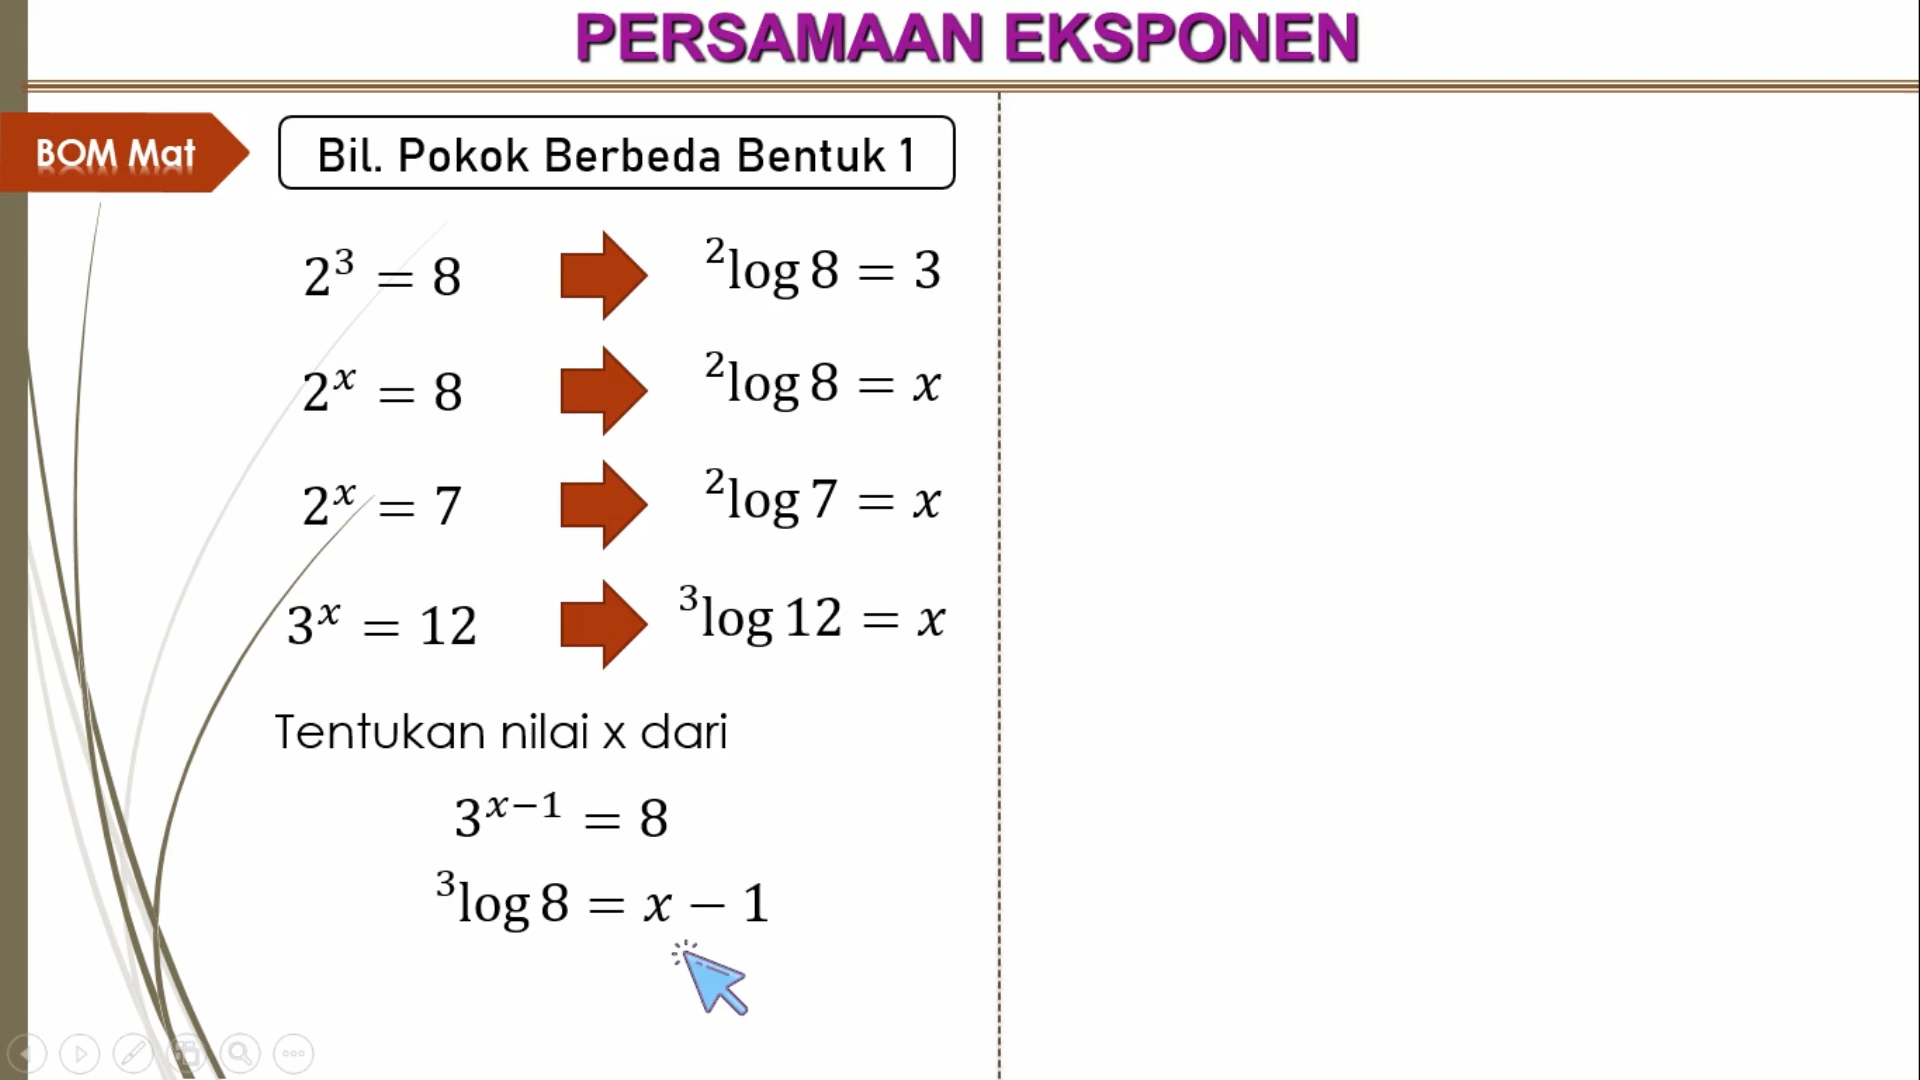 PERSAMAAN EKSPONEN
BOM Mat
Bil. Pokok Berbeda Bentuk 1
2³ = 8
²log 8 = 3
2ˣ = 8
²log 8 = x
2ˣ = 7
²log 7 = x
3ˣ = 12
³log 12 = x
Tentukan nilai x dari
3ˣ⁻¹ = 8
³log 8 = x − 1